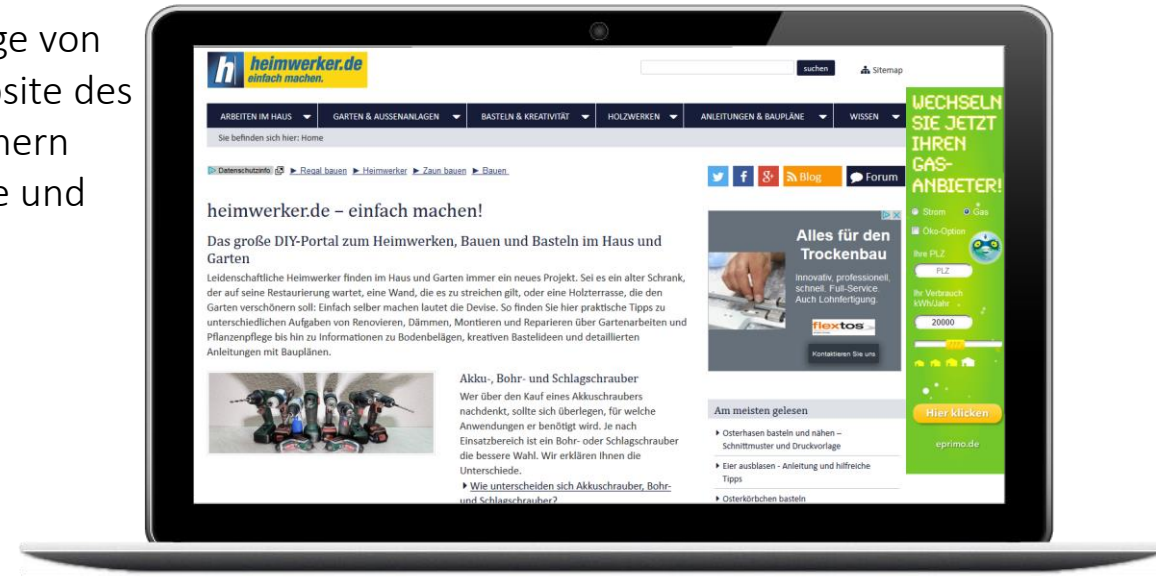 ge von
site des
nern
e und
h heimwerker.de
einfach machen.
suchen
Sitemap
ARBEITEN IM HAUS
GARTEN & AUSSENANLAGEN
BASTELN & KREATIVITÄT
HOLZWERKEN
ANLEITUNGEN & BAUPLÄNE
WISSEN
Sie befinden sich hier: Home
Datenschutzinfo
Regal bauen
Heimwerker
Zaun bauen
Bauen
Blog
Forum
heimwerker.de – einfach machen!
Das große DIY-Portal zum Heimwerken, Bauen und Basteln im Haus und
Garten
Leidenschaftliche Heimwerker finden im Haus und Garten immer ein neues Projekt. Sei es ein alter Schrank,
der auf seine Restaurierung wartet, eine Wand, die es zu streichen gilt, oder eine Holzterrasse, die den
Garten verschönern soll: Einfach selber machen lautet die Devise. So finden Sie hier praktische Tipps zu
unterschiedlichen Aufgaben von Renovieren, Dämmen, Montieren und Reparieren über Gartenarbeiten und
Pflanzenpflege bis hin zu Informationen zu Bodenbelägen, kreativen Bastelideen und detaillierten
Anleitungen mit Bauplänen.
Akku-, Bohr- und Schlagschrauber
Wer über den Kauf eines Akkuschraubers
nachdenkt, sollte sich überlegen, für welche
Anwendungen er benötigt wird. Je nach
Einsatzbereich ist ein Bohr- oder Schlagschrauber
die bessere Wahl. Wir erklären Ihnen die
Unterschiede.
Wie unterscheiden sich Akkuschrauber, Bohr-
und Schlagschrauber?
Alles für den
Trockenbau
Innovativ, professionell,
schnell. Full-Service.
Auch Lohnfertigung.
flextos
Kontaktieren Sie uns
Am meisten gelesen
Osterhasen basteln und nähen –
Schnittmuster und Druckvorlage
Eier ausblasen - Anleitung und hilfreiche
Tipps
Osterkörbchen basteln
WECHSELN
SIE JETZT
IHREN
GAS-
ANBIETER!
Strom Gas
Öko-Option
Ihre PLZ
PLZ
Ihr Verbrauch
kWh/Jahr
20000
Hier klicken
eprimo.de